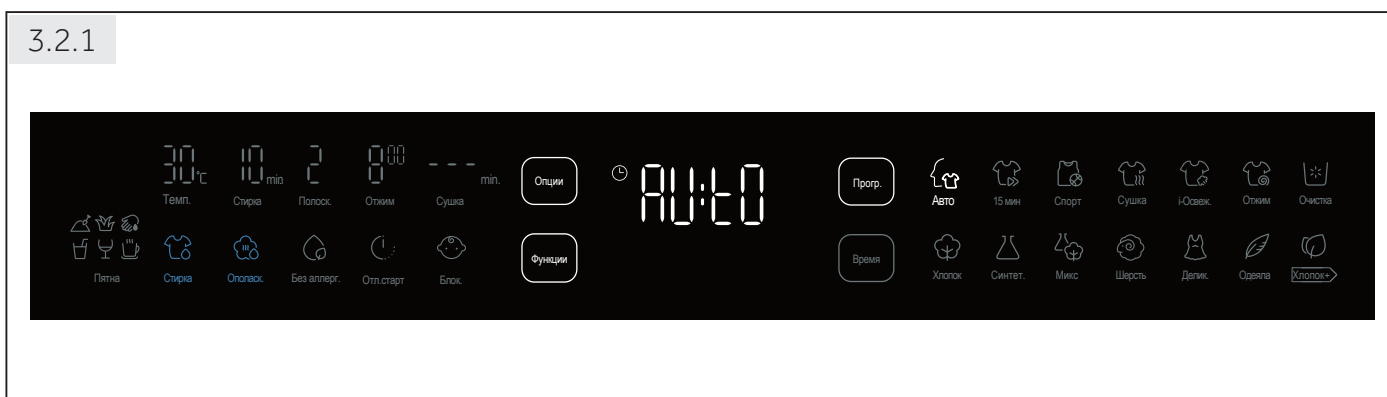 3.2.1
30°C 10 min 2 800 --- min.
Темп. Стирка Полоск. Отжим Сушка
Опции
AU:tO
Прогр.
Авто 15 мин Спорт Сушка i-Освеж. Отжим Очистка
Пятна Стирка Ополаск. Без аллерг. Отл.старт Блок.
Функции
Время
Хлопок Синтет. Микс Шерсть Делик. Одеяла Хлопок+